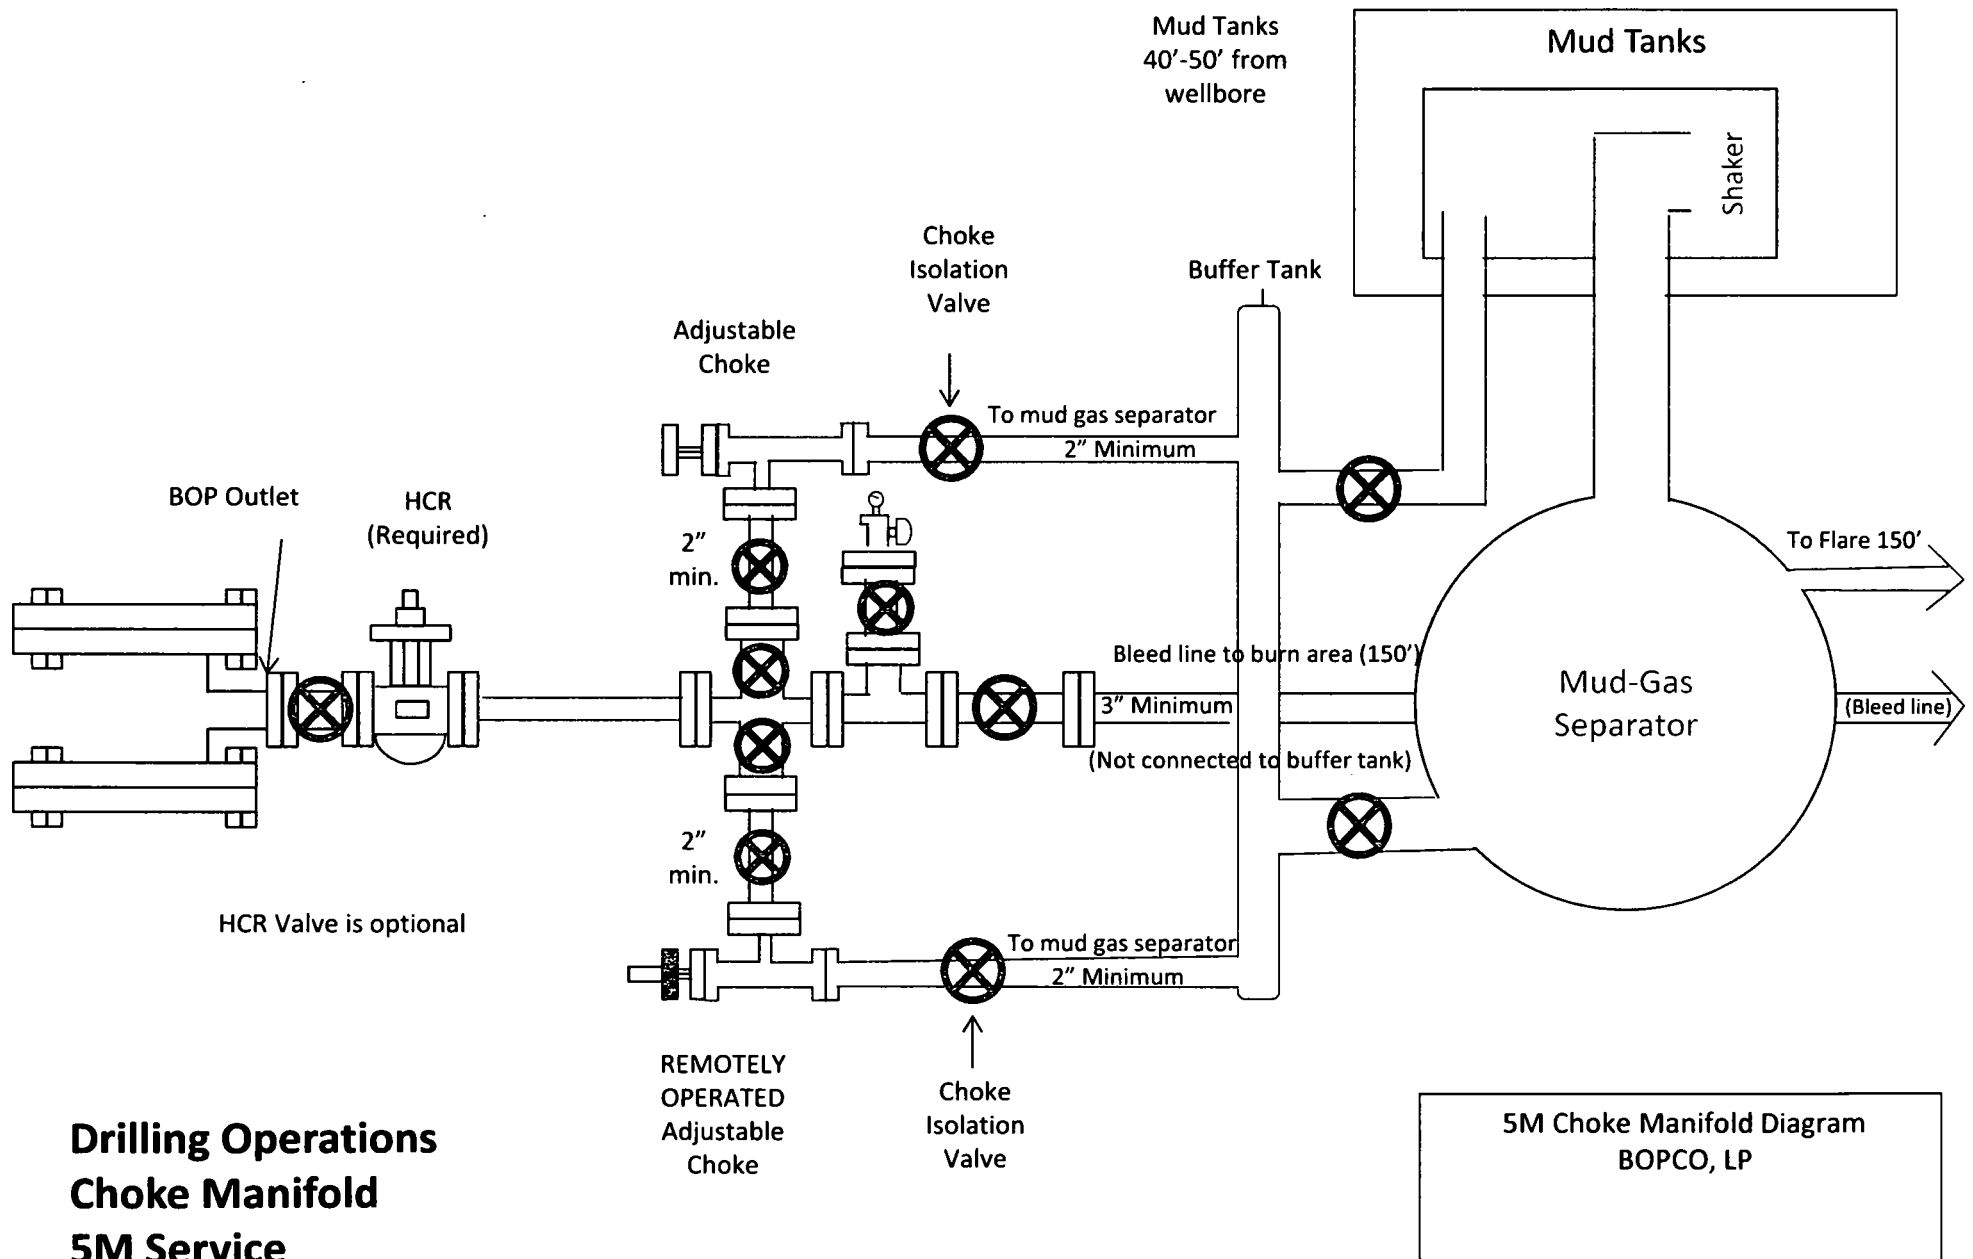 Mud Tanks
40'-50' from
wellbore
Mud Tanks
Shaker
Choke
Isolation
Valve
Buffer Tank
Adjustable
Choke
To mud gas separator
2" Minimum
BOP Outlet
HCR
(Required)
2"
min.
To Flare 150'
Bleed line to burn area (150')
3" Minimum
(Not connected to buffer tank)
Mud-Gas
Separator
(Bleed line)
2"
min.
HCR Valve is optional
To mud gas separator
2" Minimum
REMOTELY
OPERATED
Adjustable
Choke
Choke
Isolation
Valve
Drilling Operations
Choke Manifold
5M Service
5M Choke Manifold Diagram
BOPCO, LP